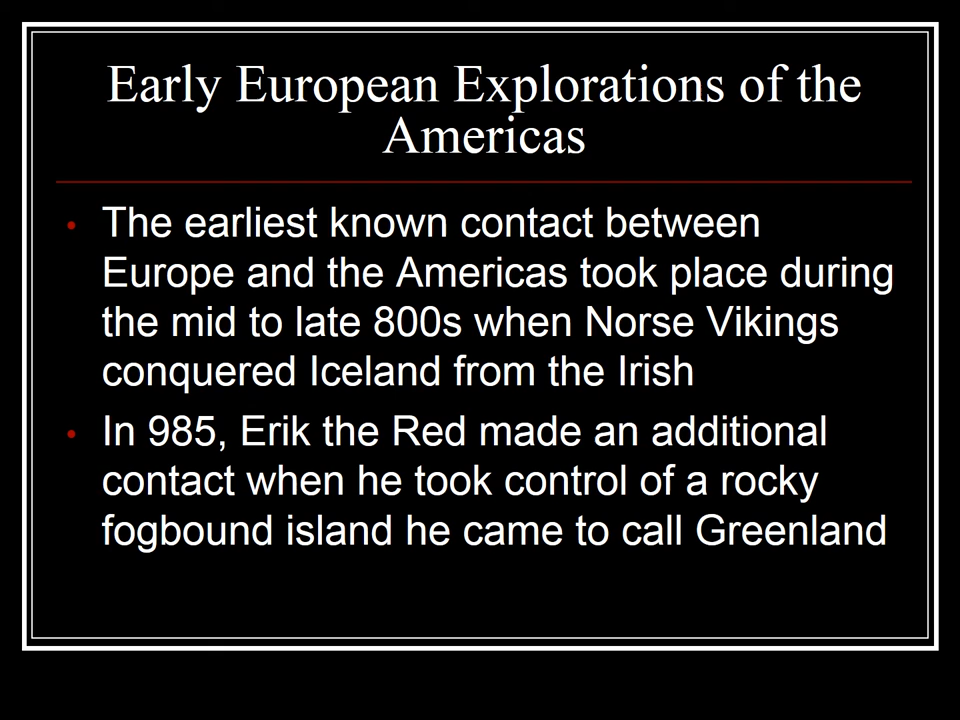 Early European Explorations of the
Americas
• The earliest known contact between
Europe and the Americas took place during
the mid to late 800s when Norse Vikings
conquered Iceland from the Irish
• In 985, Erik the Red made an additional
contact when he took control of a rocky
fogbound island he came to call Greenland